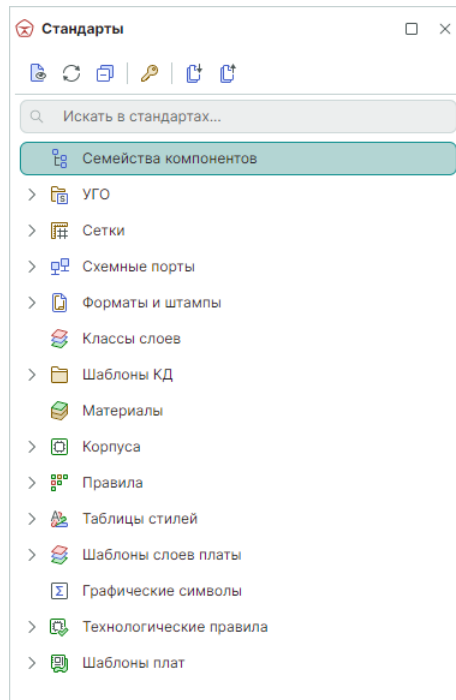 Стандарты
Искать в стандартах...
Семейства компонентов
УГО
Сетки
Схемные порты
Форматы и штампы
Классы слоев
Шаблоны КД
Материалы
Корпуса
Правила
Таблицы стилей
Шаблоны слоев платы
Графические символы
Технологические правила
Шаблоны плат